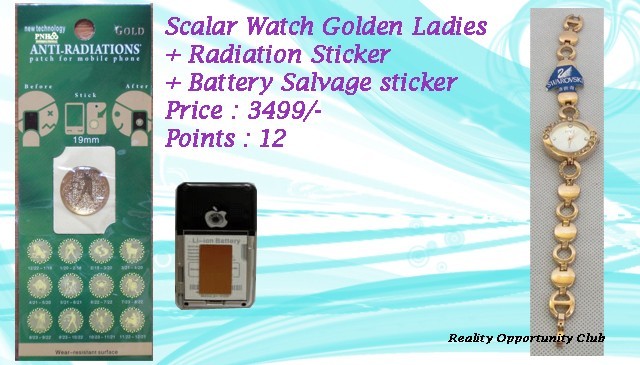 new technology
PNBS
GOLD
ANTI-RADIATIONS
patch for mobile phone
Before
Stick
After
19mm
Wear-resistant surface
Scalar Watch Golden Ladies
+ Radiation Sticker
+ Battery Salvage sticker
Price : 3499/-
Points : 12
Li-ion Battery
SWAROVSKI
Reality Opportunity Club